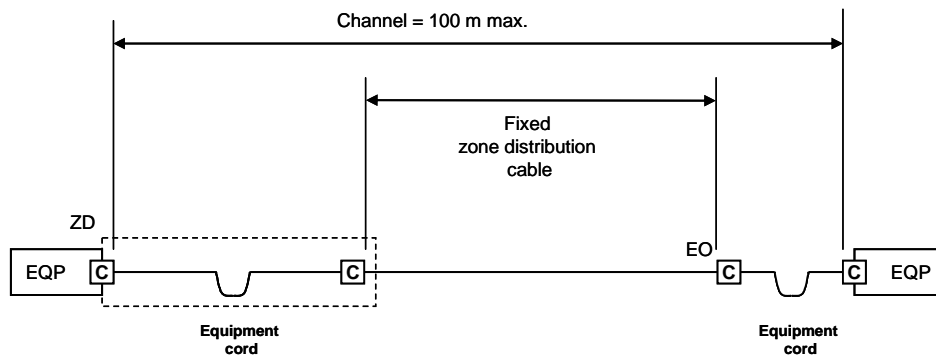 Channel = 100 m max.
Fixed
zone distribution
cable
ZD
EO
EQP
C
C
C
C
EQP
Equipment
cord
Equipment
cord